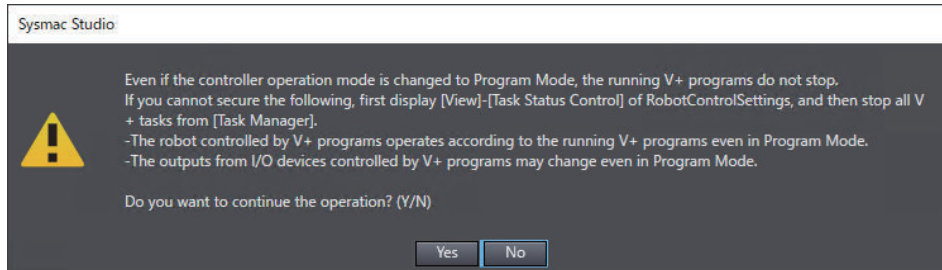 Sysmac Studio
Even if the controller operation mode is changed to Program Mode, the running V+ programs do not stop.
If you cannot secure the following, first display [View]-[Task Status Control] of RobotControlSettings, and then stop all V
+ tasks from [Task Manager].
-The robot controlled by V+ programs operates according to the running V+ programs even in Program Mode.
-The outputs from I/O devices controlled by V+ programs may change even in Program Mode.
Do you want to continue the operation? (Y/N)
Yes No